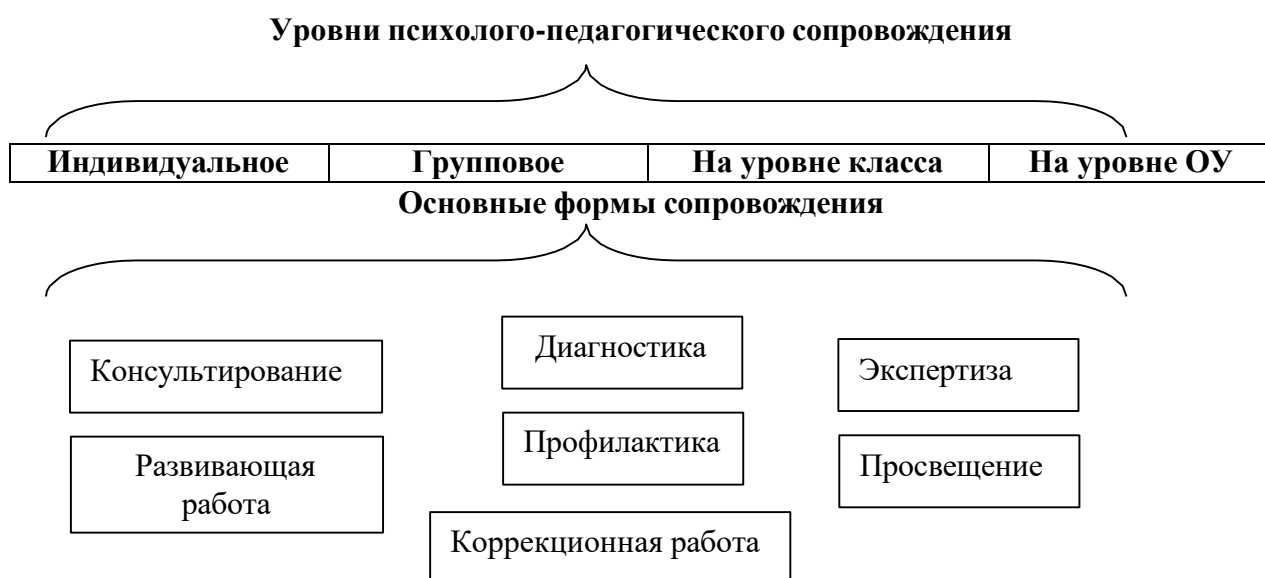 Уровни психолого-педагогического сопровождения
Индивидуальное Групповое На уровне класса На уровне ОУ
Основные формы сопровождения
Консультирование
Диагностика
Экспертиза
Развивающая
работа
Профилактика
Просвещение
Коррекционная работа